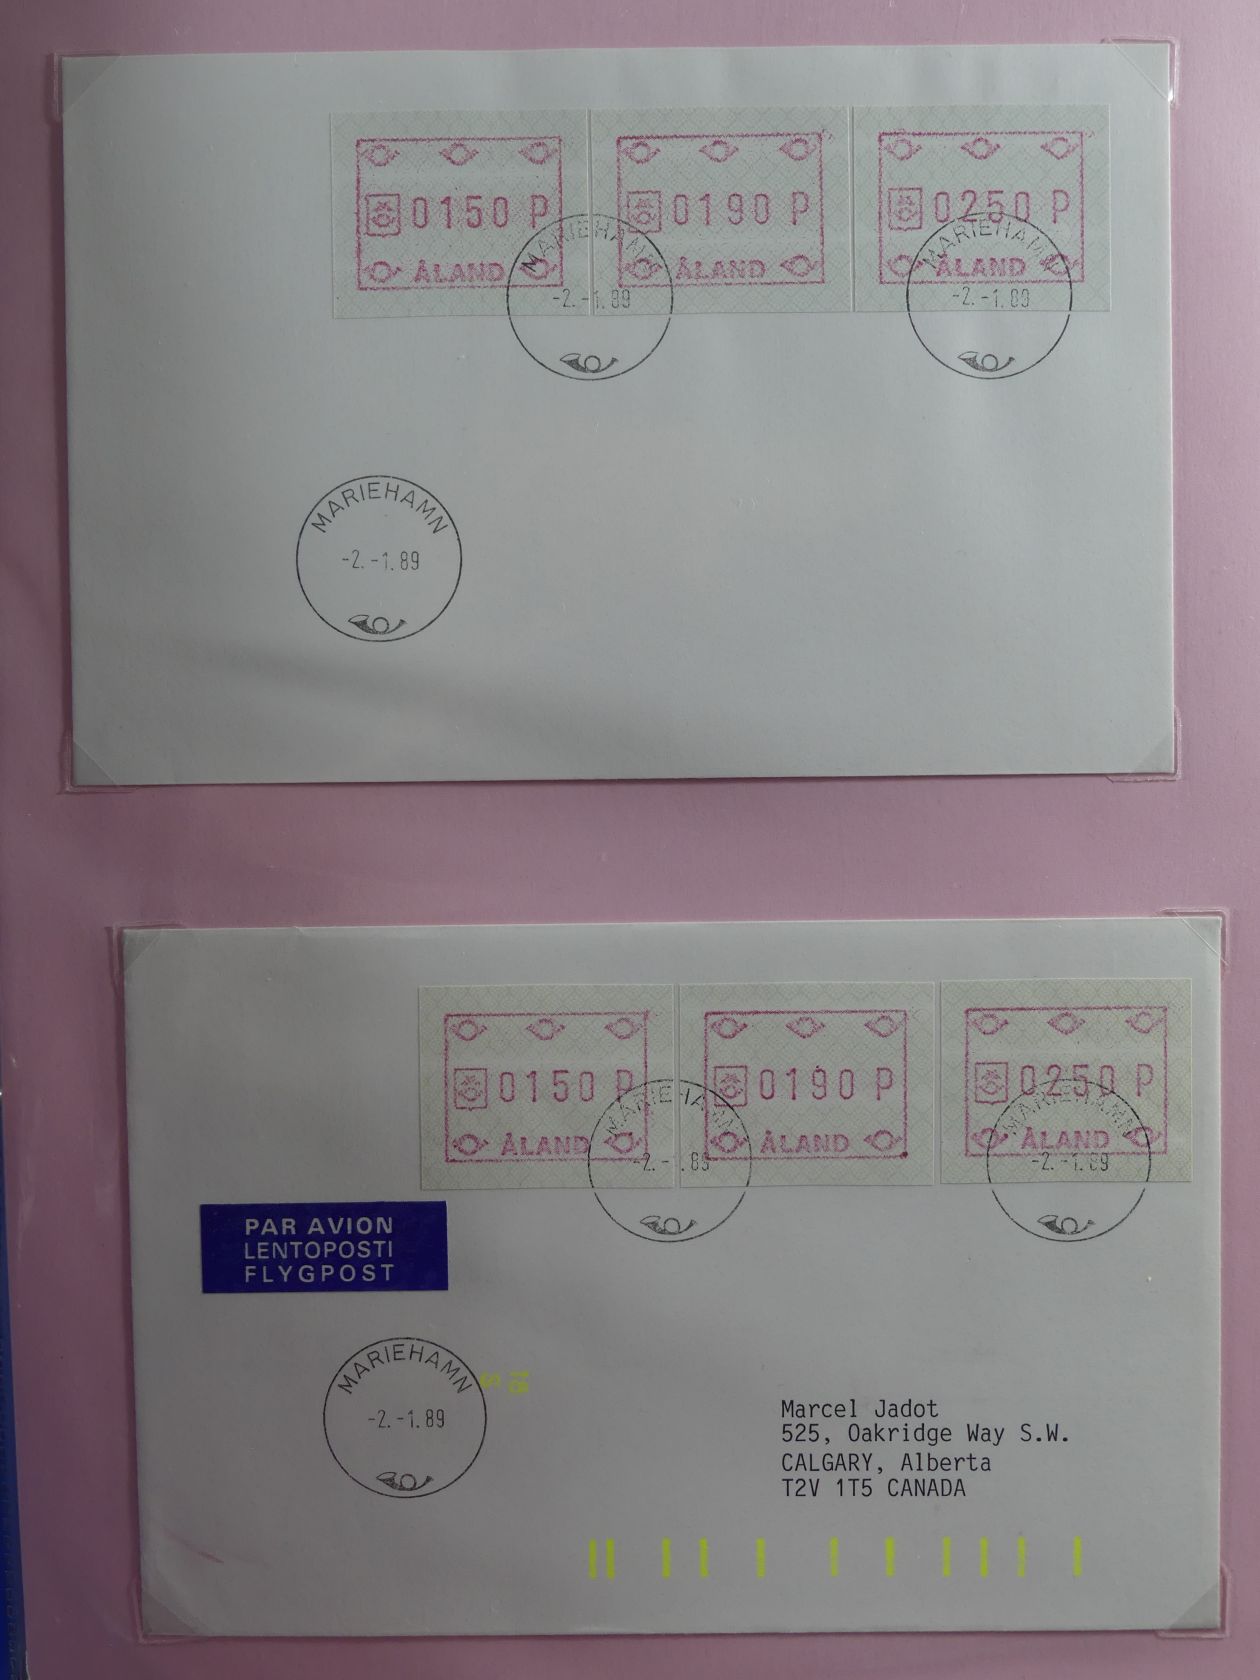 0150 P
ÅLAND
0190 P
ÅLAND
0250 P
ÅLAND
MARIEHAMN
-2.-1.89
MARIEHAMN
-2.-1.89
MARIEHAMN
-2.-1.89
0150 P
ÅLAND
0190 P
ÅLAND
0250 P
ÅLAND
MARIEHAMN
-2.-1.89
MARIEHAMN
-2.-1.89
PAR AVION
LENTOPOSTI
FLYGPOST
MARIEHAMN
-2.-1.89
Marcel Jadot
525, Oakridge Way S.W.
CALGARY, Alberta
T2V 1T5 CANADA